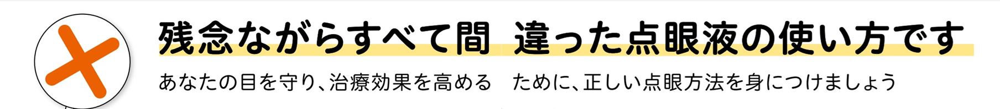 残念ながらすべて間違った点眼液の使い方です
あなたの目を守り、治療効果を高めるために、正しい点眼方法を身につけましょう